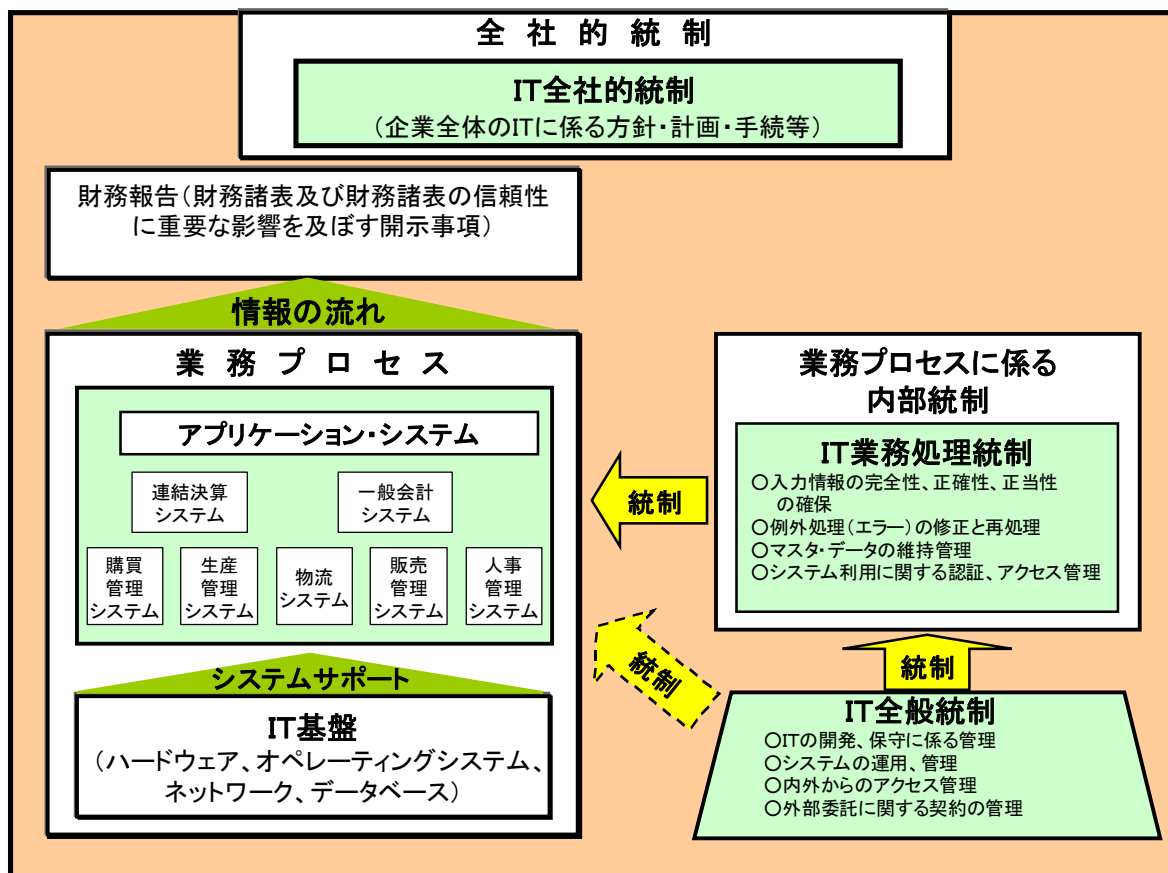 全社的統制
IT全社的統制
（企業全体のITに係る方針・計画・手続等）
財務報告（財務諸表及び財務諸表の信頼性
に重要な影響を及ぼす開示事項）
情報の流れ
業務プロセス
アプリケーション・システム
連結決算
システム
一般会計
システム
購買
管理
システム
生産
管理
システム
物流
システム
販売
管理
システム
人事
管理
システム
システムサポート
IT基盤
（ハードウェア、オペレーティングシステム、
ネットワーク、データベース）
統制
業務プロセスに係る
内部統制
IT業務処理統制
○入力情報の完全性、正確性、正当性
の確保
○例外処理（エラー）の修正と再処理
○マスタ・データの維持管理
○システム利用に関する認証、アクセス管理
統制
統制
IT全般統制
○ITの開発、保守に係る管理
○システムの運用、管理
○内外からのアクセス管理
○外部委託に関する契約の管理